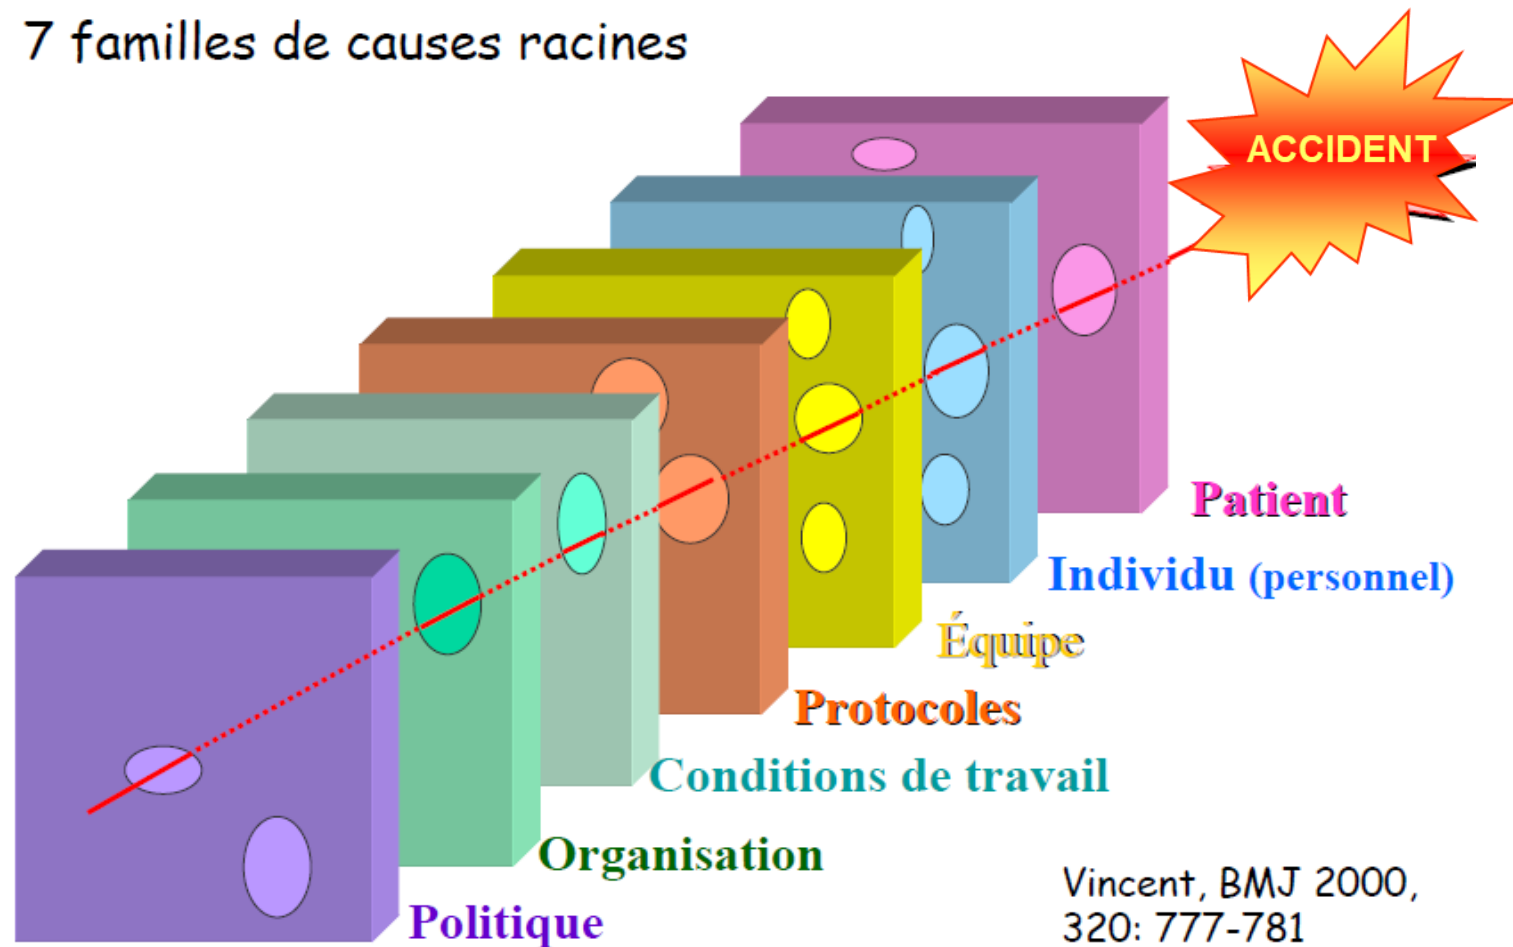 7 familles de causes racines
ACCIDENT
Patient
Individu (personnel)
Équipe
Protocoles
Conditions de travail
Organisation
Politique
Vincent, BMJ 2000,
320: 777-781